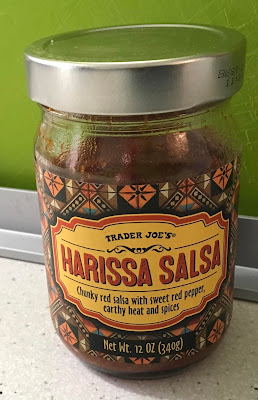 Best
TRADER JOE'S®
HARISSA SALSA
Chunky red salsa with sweet red pepper,
earthy heat and spices
Net Wt. 12 OZ (340g)